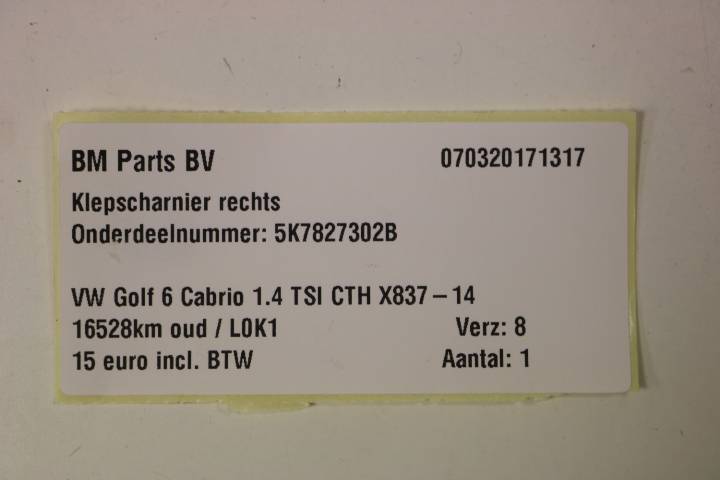 BM Parts BV 070320171317
Klepscharnier rechts
Onderdeelnummer: 5K7827302B
VW Golf 6 Cabrio 1.4 TSI CTH X837 – 14
16528km oud / L0K1 Verz: 8
15 euro incl. BTW Aantal: 1